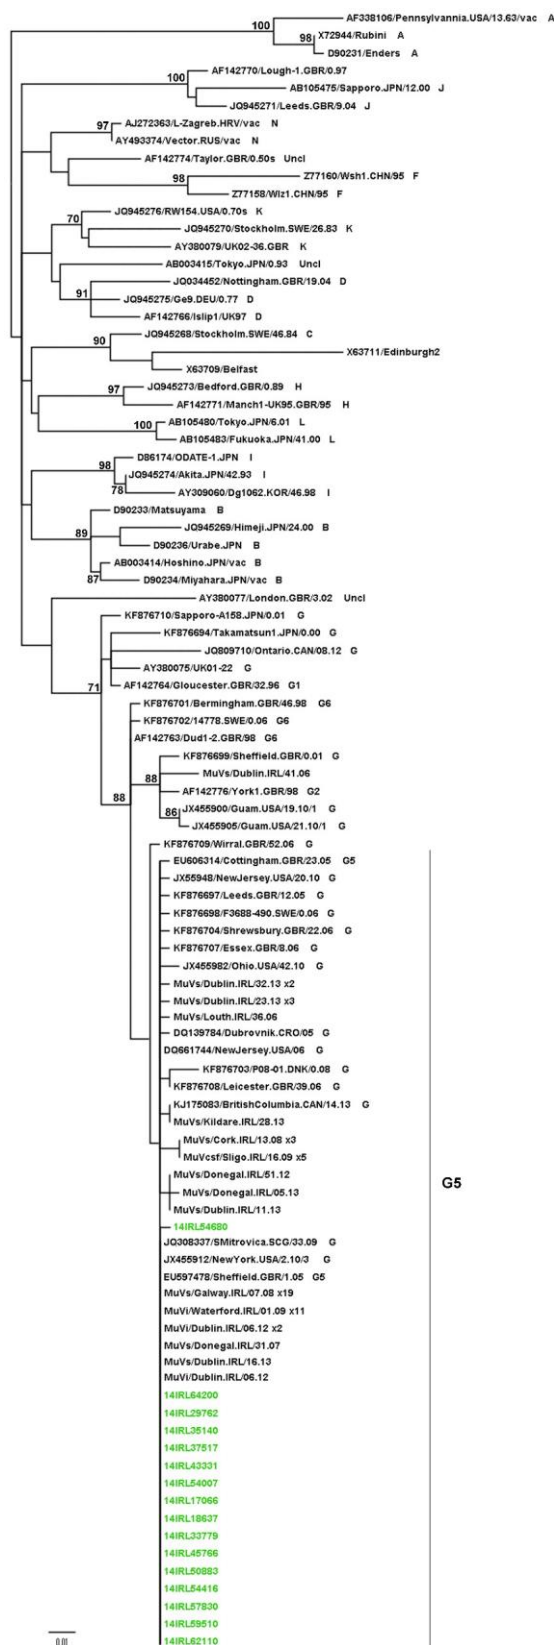 AF338106/Pennsylvannia.USA/13.63/vac A
100
X72944/Rubini A
98
D90231/Enders A
AF142770/Lough-1.GBR/0.97
100
AB105475/Sapporo.JPN/12.00 J
JQ945271/Leeds.GBR/9.04 J
AJ272363/L-Zagreb.HRV/vac N
97
AY493374/Vector.RUS/vac N
AF142774/Taylor.GBR/0.50s Uncl
Z77160/Wsh1.CHN/95 F
98
Z77158/Wlz1.CHN/95 F
JQ945276/RW154.USA/0.70s K
70
JQ945270/Stockholm.SWE/26.83 K
AY380079/UK02-36.GBR K
AB003415/Tokyo.JPN/0.93 Uncl
JQ034452/Nottingham.GBR/19.04 D
91
JQ945275/Ge9.DEU/0.77 D
AF142766/Islip1/UK97 D
JQ945268/Stockholm.SWE/46.84 C
90
X63711/Edinburgh2
X63709/Belfast
JQ945273/Bedford.GBR/0.89 H
97
AF142771/Manch1-UK95.GBR/95 H
AB105480/Tokyo.JPN/6.01 L
100
AB105483/Fukuoka.JPN/41.00 L
D86174/ODATE-1.JPN I
98
JQ945274/Akita.JPN/42.93 I
78
AY309060/Dg1062.KOR/46.98 I
D90233/Matsuyama B
JQ945269/Himeji.JPN/24.00 B
89
D90236/Urabe.JPN B
AB003414/Hoshino.JPN/vac B
87
D90234/Miyahara.JPN/vac B
AY380077/London.GBR/3.02 Uncl
KF876710/Sapporo-A158.JPN/0.01 G
KF876694/Takamatsun1.JPN/0.00 G
JQ809710/Ontario.CAN/08.12 G
AY380075/UK01-22 G
71
AF142764/Gloucester.GBR/32.96 G1
KF876701/Bermingham.GBR/46.98 G6
KF876702/14778.SWE/0.06 G6
AF142763/Dud1-2.GBR/98 G6
KF876699/Sheffield.GBR/0.01 G
MuVs/Dublin.IRL/41.06
88
AF142776/York1.GBR/98 G2
88
JX455900/Guam.USA/19.10/1 G
86
JX455905/Guam.USA/21.10/1 G
KF876709/Wirral.GBR/52.06 G
EU606314/Cottingham.GBR/23.05 G5
JX55948/NewJersey.USA/20.10 G
KF876697/Leeds.GBR/12.05 G
KF876698/F3688-490.SWE/0.06 G
KF876704/Shrewsbury.GBR/22.06 G
KF876707/Essex.GBR/8.06 G
JX455982/Ohio.USA/42.10 G
MuVs/Dublin.IRL/32.13 x2
MuVs/Dublin.IRL/23.13 x3
MuVs/Louth.IRL/36.06
DQ139784/Dubrovnik.CRO/05 G
DQ661744/NewJersey.USA/06 G
KF876703/P08-01.DNK/0.08 G
KF876708/Leicester.GBR/39.06 G
KJ175083/BritishColumbia.CAN/14.13 G
MuVs/Kildare.IRL/28.13
MuVs/Cork.IRL/13.08 x3
MuVcsf/Sligo.IRL/16.09 x5
MuVs/Donegal.IRL/51.12
G5
MuVs/Donegal.IRL/05.13
MuVs/Dublin.IRL/11.13
14IRL54680
JQ308337/SMitrovica.SCG/33.09 G
JX455912/NewYork.USA/2.10/3 G
EU597478/Sheffield.GBR/1.05 G5
MuVs/Galway.IRL/07.08 x19
MuVi/Waterford.IRL/01.09 x11
MuVi/Dublin.IRL/06.12 x2
MuVs/Donegal.IRL/31.07
MuVs/Dublin.IRL/16.13
MuVi/Dublin.IRL/06.12
14IRL64200
14IRL29762
14IRL35140
14IRL37517
14IRL43331
14IRL54007
14IRL17066
14IRL18637
14IRL33779
14IRL45766
14IRL50883
14IRL54416
14IRL57830
14IRL59510
14IRL62110
0.01